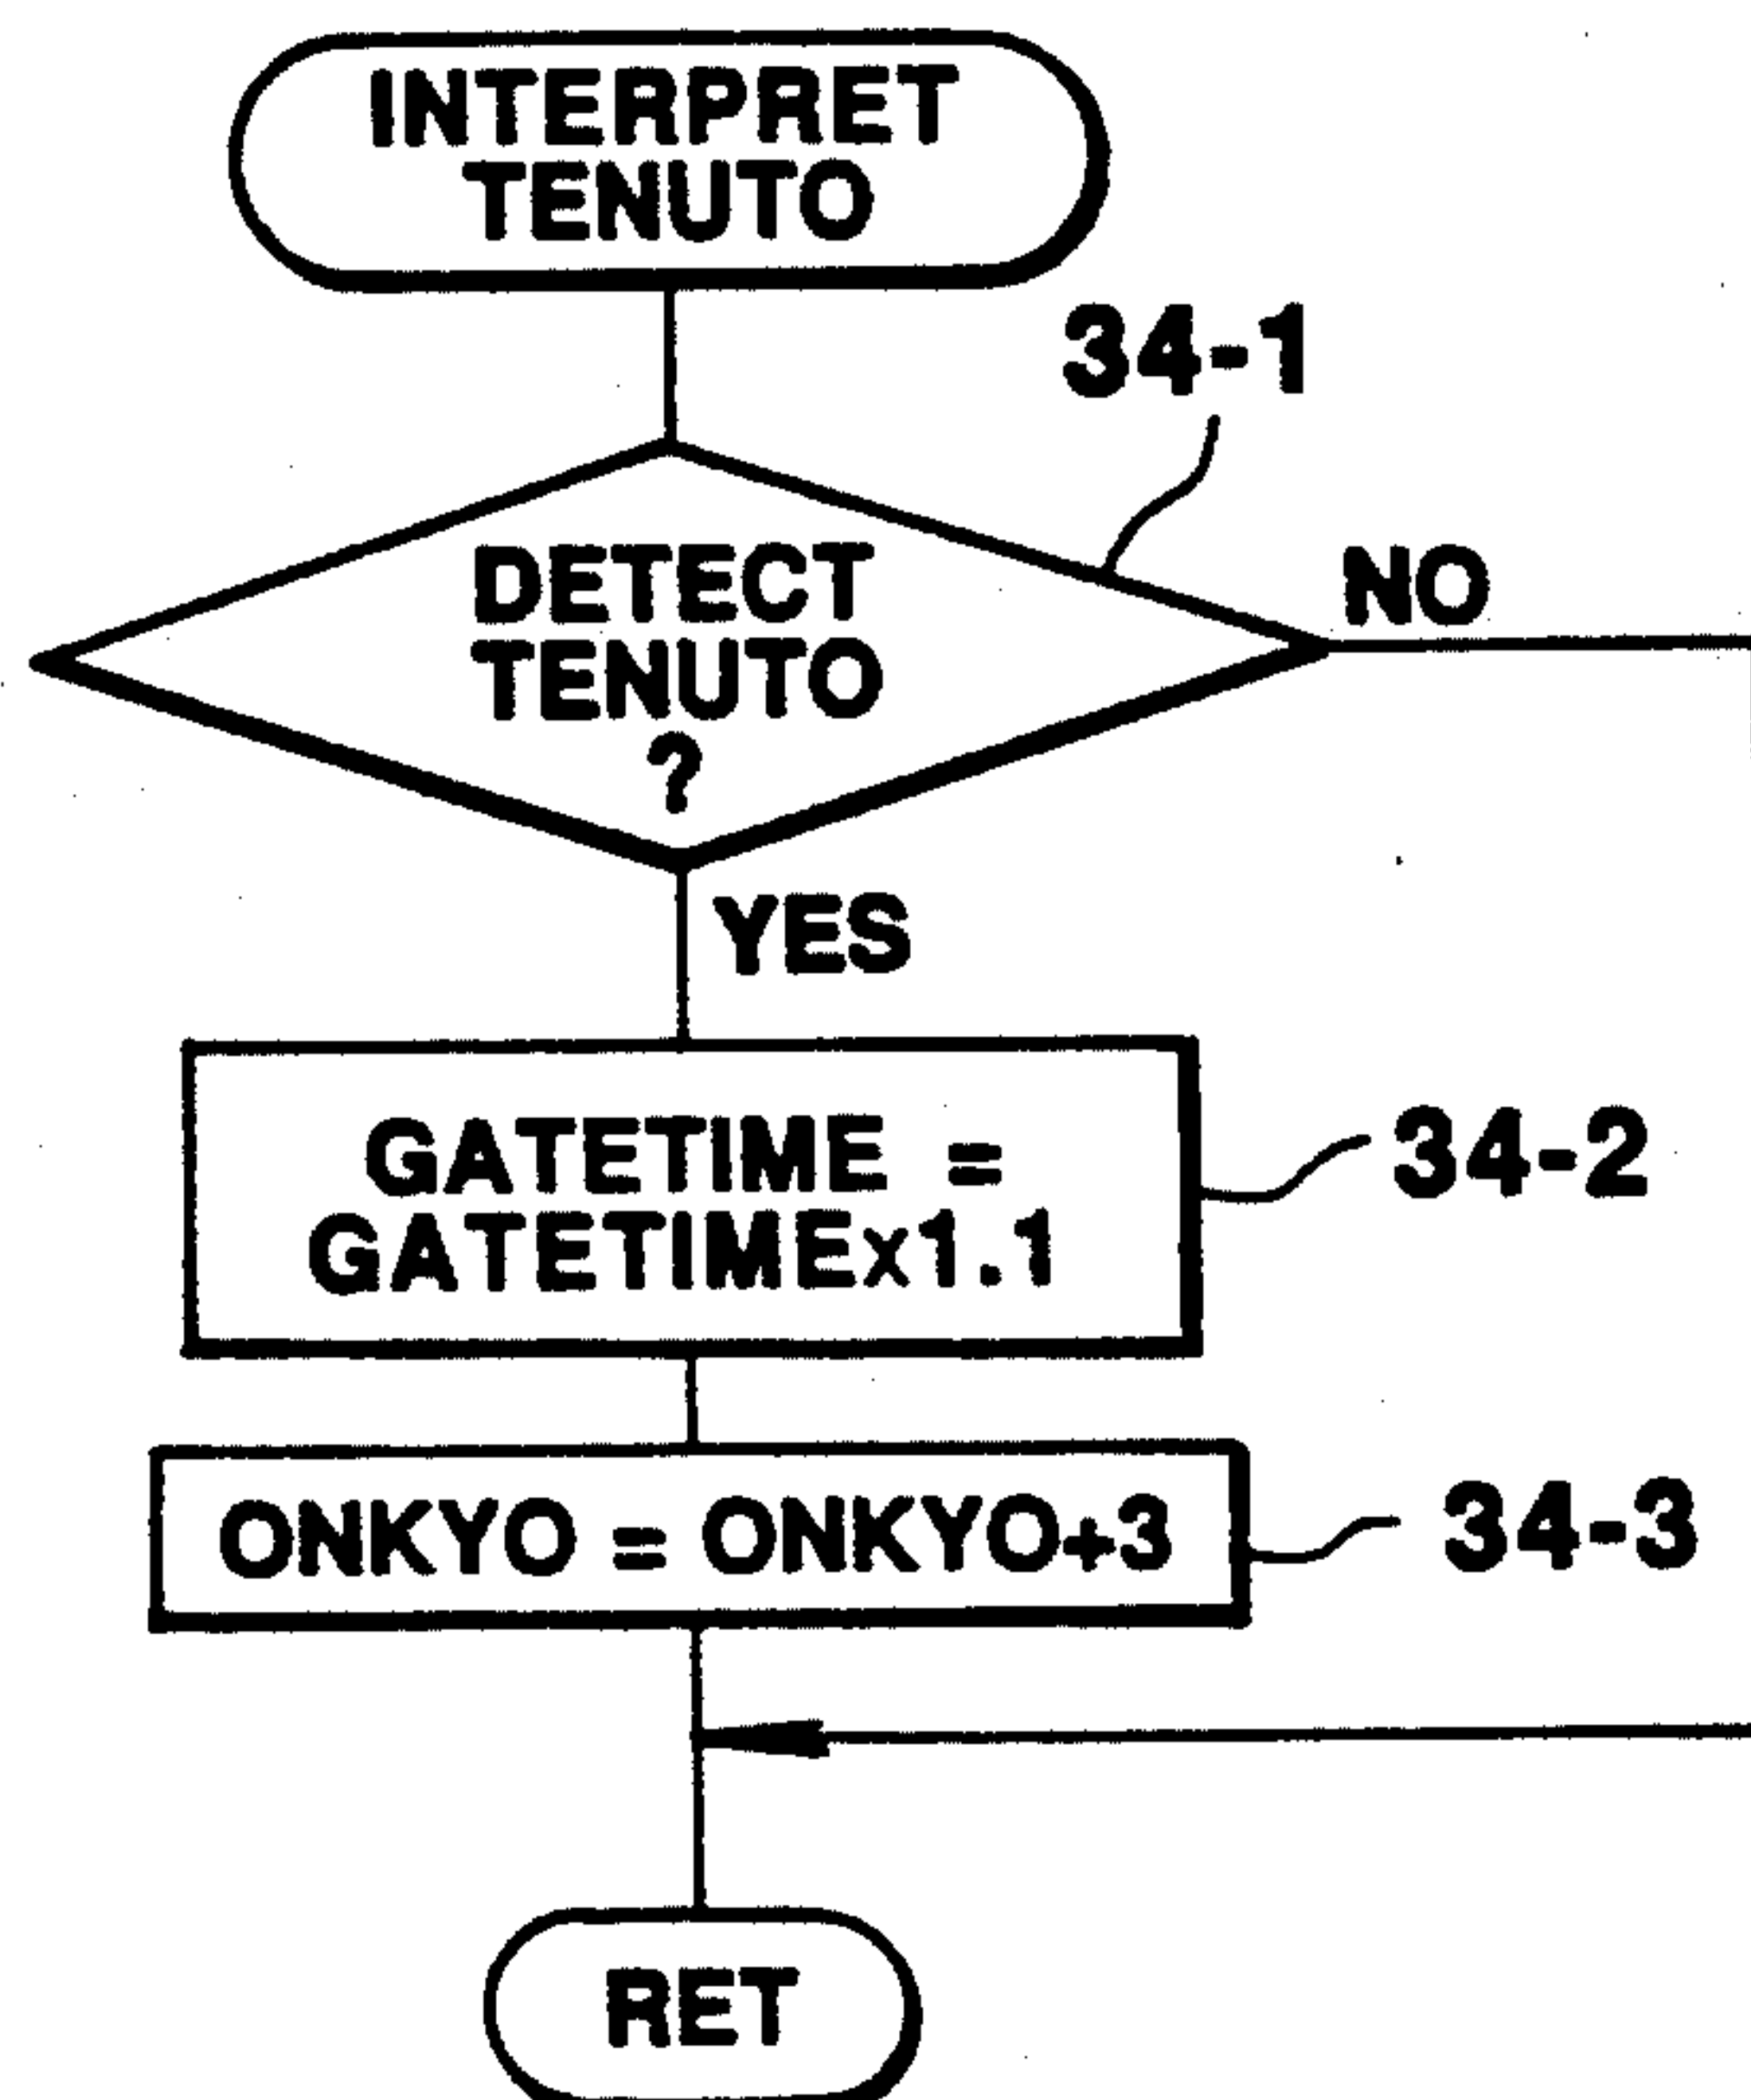 INTERPRET
TENUTO
34-1
DETECT
TENUTO
?
NO
YES
GATETIME =
GATETIMEx1.1
34-2
ONKYO = ONKYO+3
34-3
RET